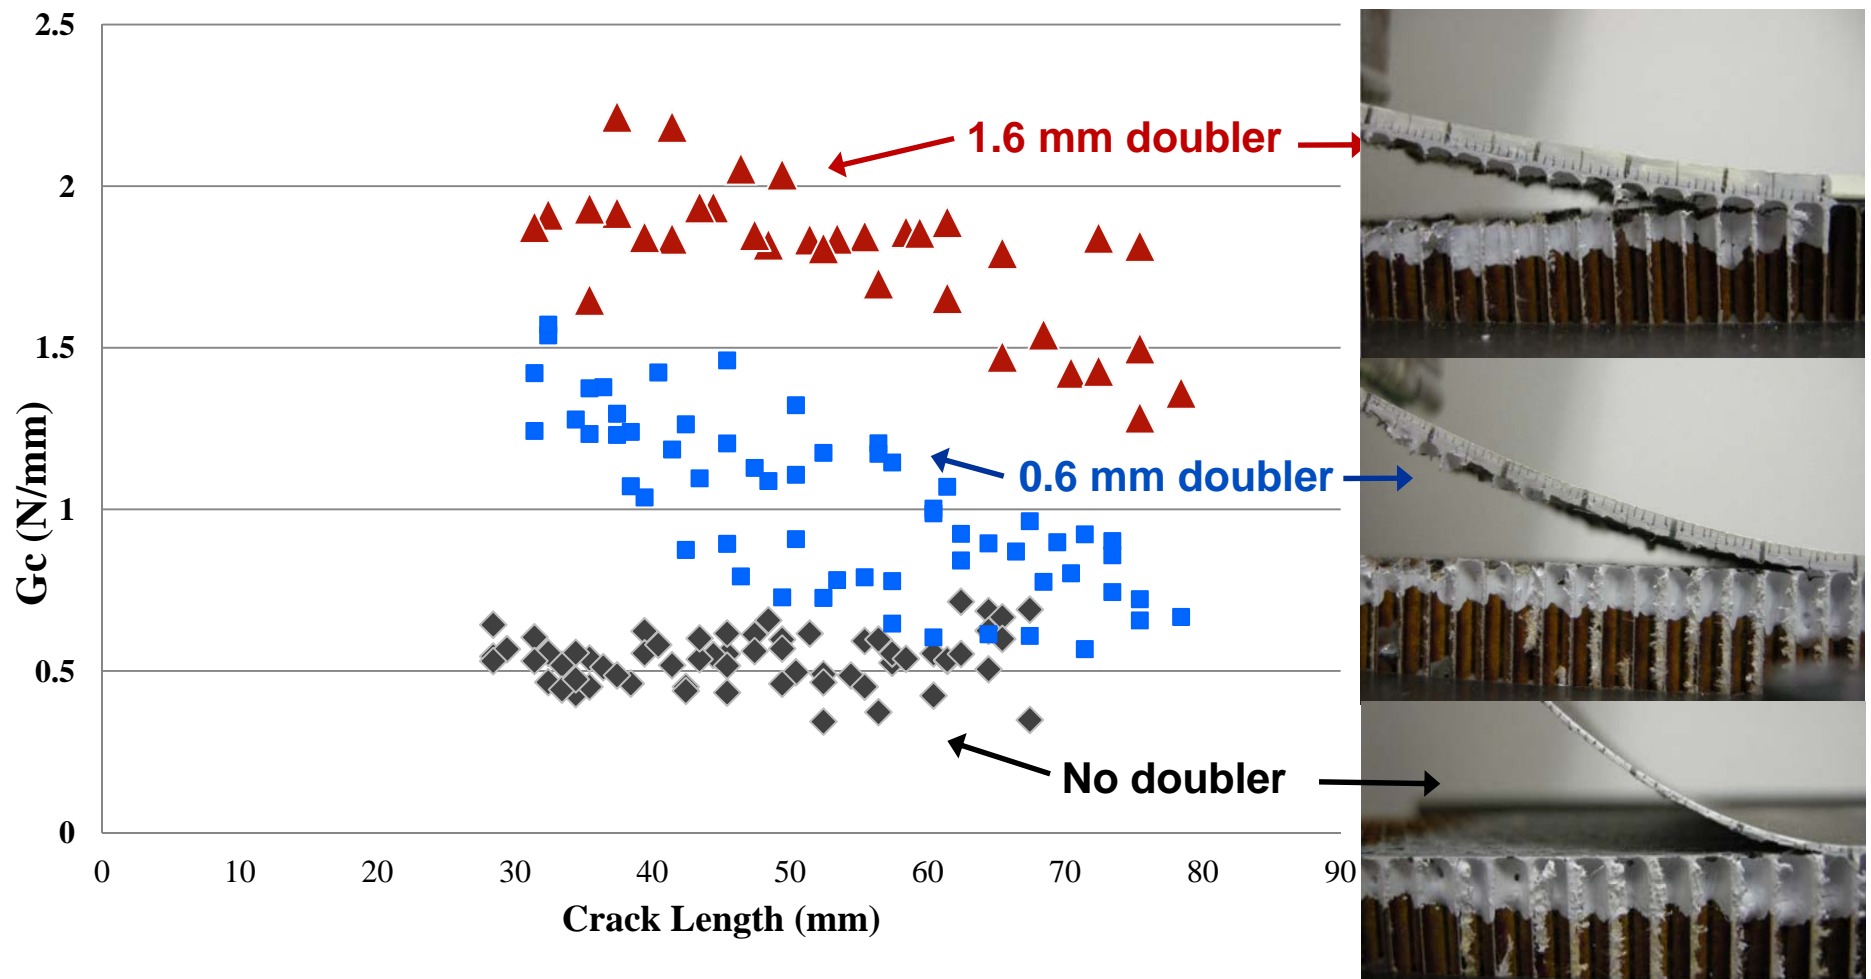 2.5
2
1.5
1
0.5
0
Gc (N/mm)
0 10 20 30 40 50 60 70 80 90
Crack Length (mm)
1.6 mm doubler
0.6 mm doubler
No doubler